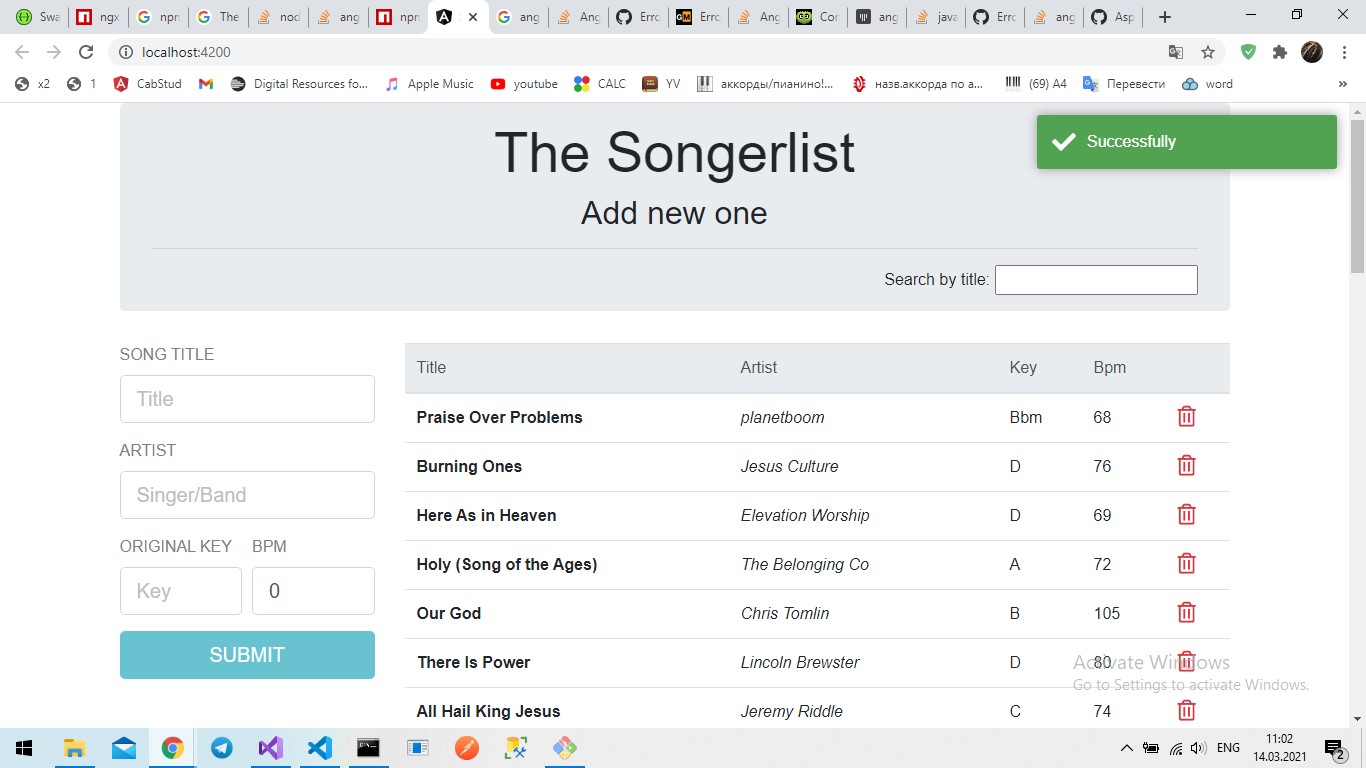 Swa
ngx
npn
The
nod
ang
npn
ang
Ang
Erro
Erro
Ang
Cor
ang
java
Erro
ang
Asp
localhost:4200
x2
1
CabStud
Digital Resources fo...
Apple Music
youtube
CALC
YV
аккорды/пианино!...
назв.аккорда по а...
(69) A4
Перевести
word
»
The Songerlist
Successfully
Add new one
Search by title:
SONG TITLE
Title
ARTIST
Singer/Band
ORIGINAL KEY BPM
Key 0
SUBMIT
Title Artist Key Bpm
Praise Over Problems planetboom Bbm 68
Burning Ones Jesus Culture D 76
Here As in Heaven Elevation Worship D 69
Holy (Song of the Ages) The Belonging Co A 72
Our God Chris Tomlin B 105
There Is Power Lincoln Brewster D 80
All Hail King Jesus Jeremy Riddle C 74
Activate Windows
Go to Settings to activate Windows.
ENG
11:02
14.03.2021
2